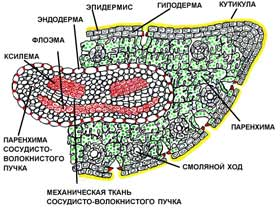 ЭПИДЕРМИС
ГИПОДЕРМА
КУТИКУЛА
ЭНДОДЕРМА
ФЛОЭМА
КСИЛЕМА
ПАРЕНХИМА
СОСУДИСТО-
ВОЛОКНИСТОГО
ПУЧКА
МЕХАНИЧЕСКАЯ ТКАНЬ
СОСУДИСТО-ВОЛОКНИСТОГО ПУЧКА
СМОЛЯНОЙ ХОД
ПАРЕНХИМА